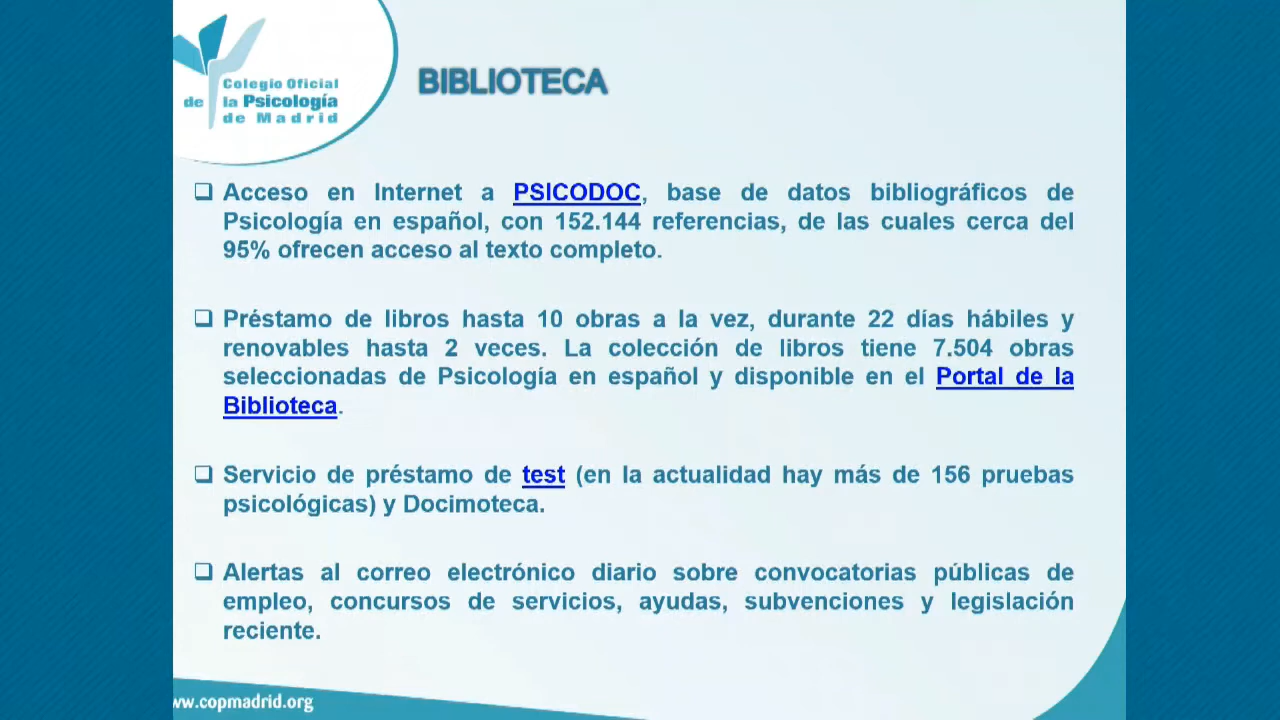 Colegio Oficial
de la Psicología
de Madrid
BIBLIOTECA
Acceso en Internet a PSICODOC, base de datos bibliográficos de
Psicología en español, con 152.144 referencias, de las cuales cerca del
95% ofrecen acceso al texto completo.
Préstamo de libros hasta 10 obras a la vez, durante 22 días hábiles y
renovables hasta 2 veces. La colección de libros tiene 7.504 obras
seleccionadas de Psicología en español y disponible en el Portal de la
Biblioteca.
Servicio de préstamo de test (en la actualidad hay más de 156 pruebas
psicológicas) y Docimoteca.
Alertas al correo electrónico diario sobre convocatorias públicas de
empleo, concursos de servicios, ayudas, subvenciones y legislación
reciente.
ww.copmadrid.org